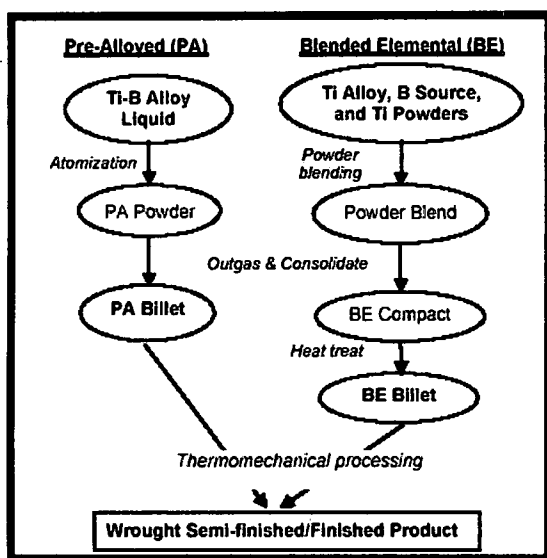 Pre-Alloyed (PA)
Blended Elemental (BE)
Ti-B Alloy
Liquid
Ti Alloy, B Source,
and Ti Powders
Atomization
Powder
blending
PA Powder
Powder Blend
Outgas & Consolidate
PA Billet
BE Compact
Heat treat
BE Billet
Thermomechanical processing
Wrought Semi-finished/Finished Product